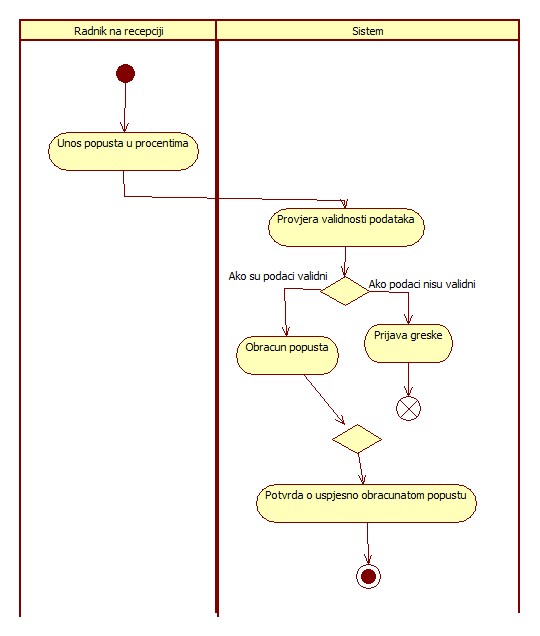 Radnik na recepciji
Sistem
Unos popusta u procentima
Provjera validnosti podataka
Ako su podaci validni
Ako podaci nisu validni
Obracun popusta
Prijava greske
Potvrda o uspjesno obracunatom popustu